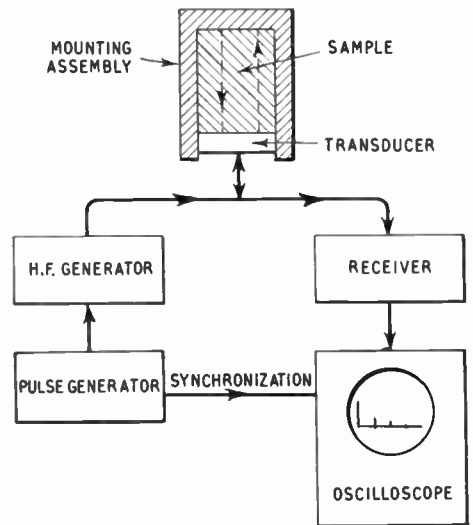 MOUNTING
ASSEMBLY
SAMPLE
TRANSDUCER
H.F. GENERATOR
RECEIVER
PULSE GENERATOR
SYNCHRONIZATION
OSCILLOSCOPE